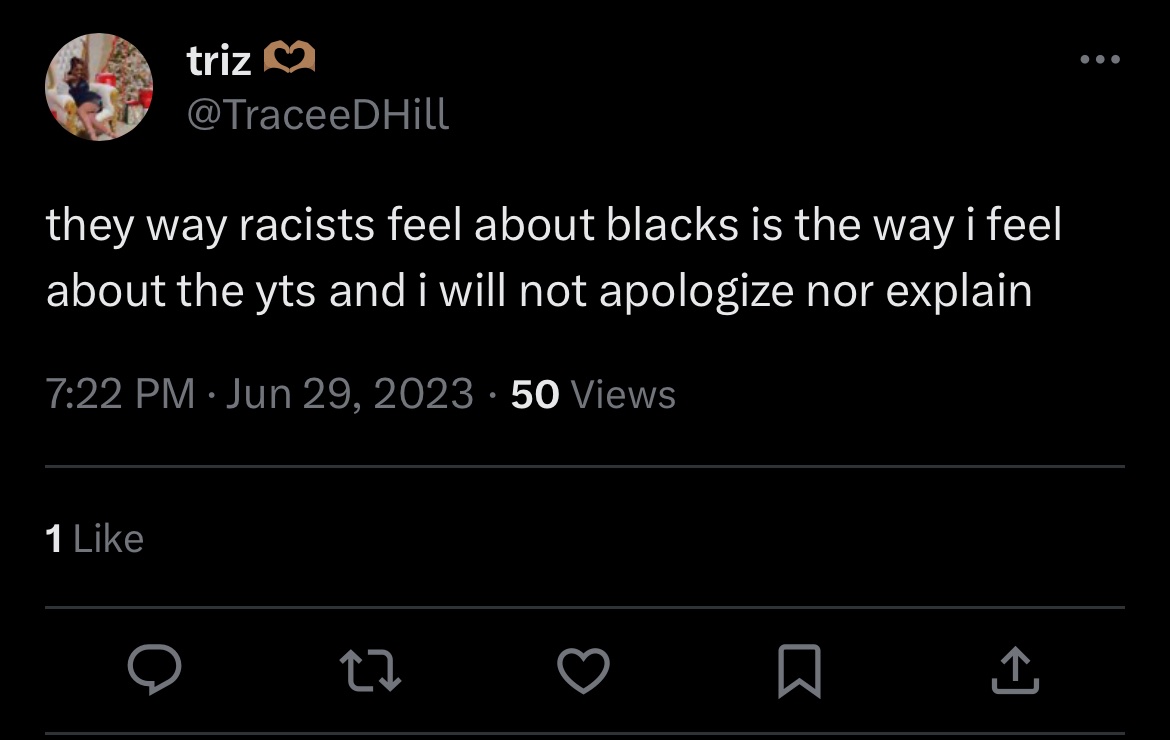 triz 🫶🏽
@TraceeDHill
they way racists feel about blacks is the way i feel
about the yts and i will not apologize nor explain
7:22 PM · Jun 29, 2023 · 50 Views
1 Like